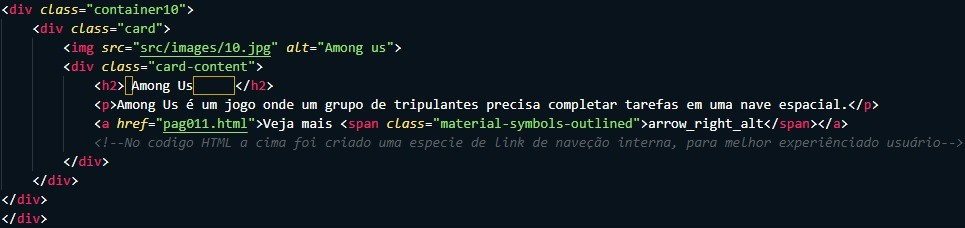 <div class="container10">
<div class="card">
<img src="src/images/10.jpg" alt="Among us">
<div class="card-content">
<h2> Among Us      </h2>
<p>Among Us é um jogo onde um grupo de tripulantes precisa completar tarefas em uma nave espacial.</p>
<a href="pag011.html">Veja mais <span class="material-symbols-outlined">arrow_right_alt</span></a>
<!--No codigo HTML a cima foi criado uma especie de link de naveção interna, para melhor experiênciado usuário-->
</div>
</div>
</div>
</div>